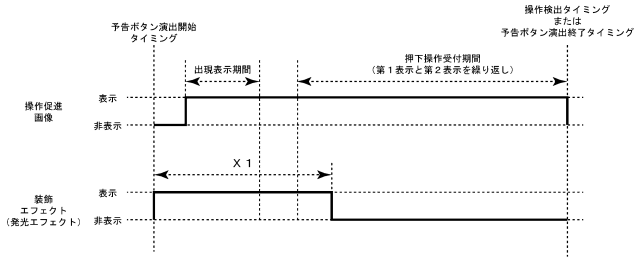 操作検出タイミング
または
予告ボタン演出終了タイミング
予告ボタン演出開始
タイミング
出現表示期間
押下操作受付期間
（第１表示と第２表示を繰り返し）
操作促進
画像
表示
非表示
X 1
装飾
エフェクト
（発光エフェクト）
表示
非表示